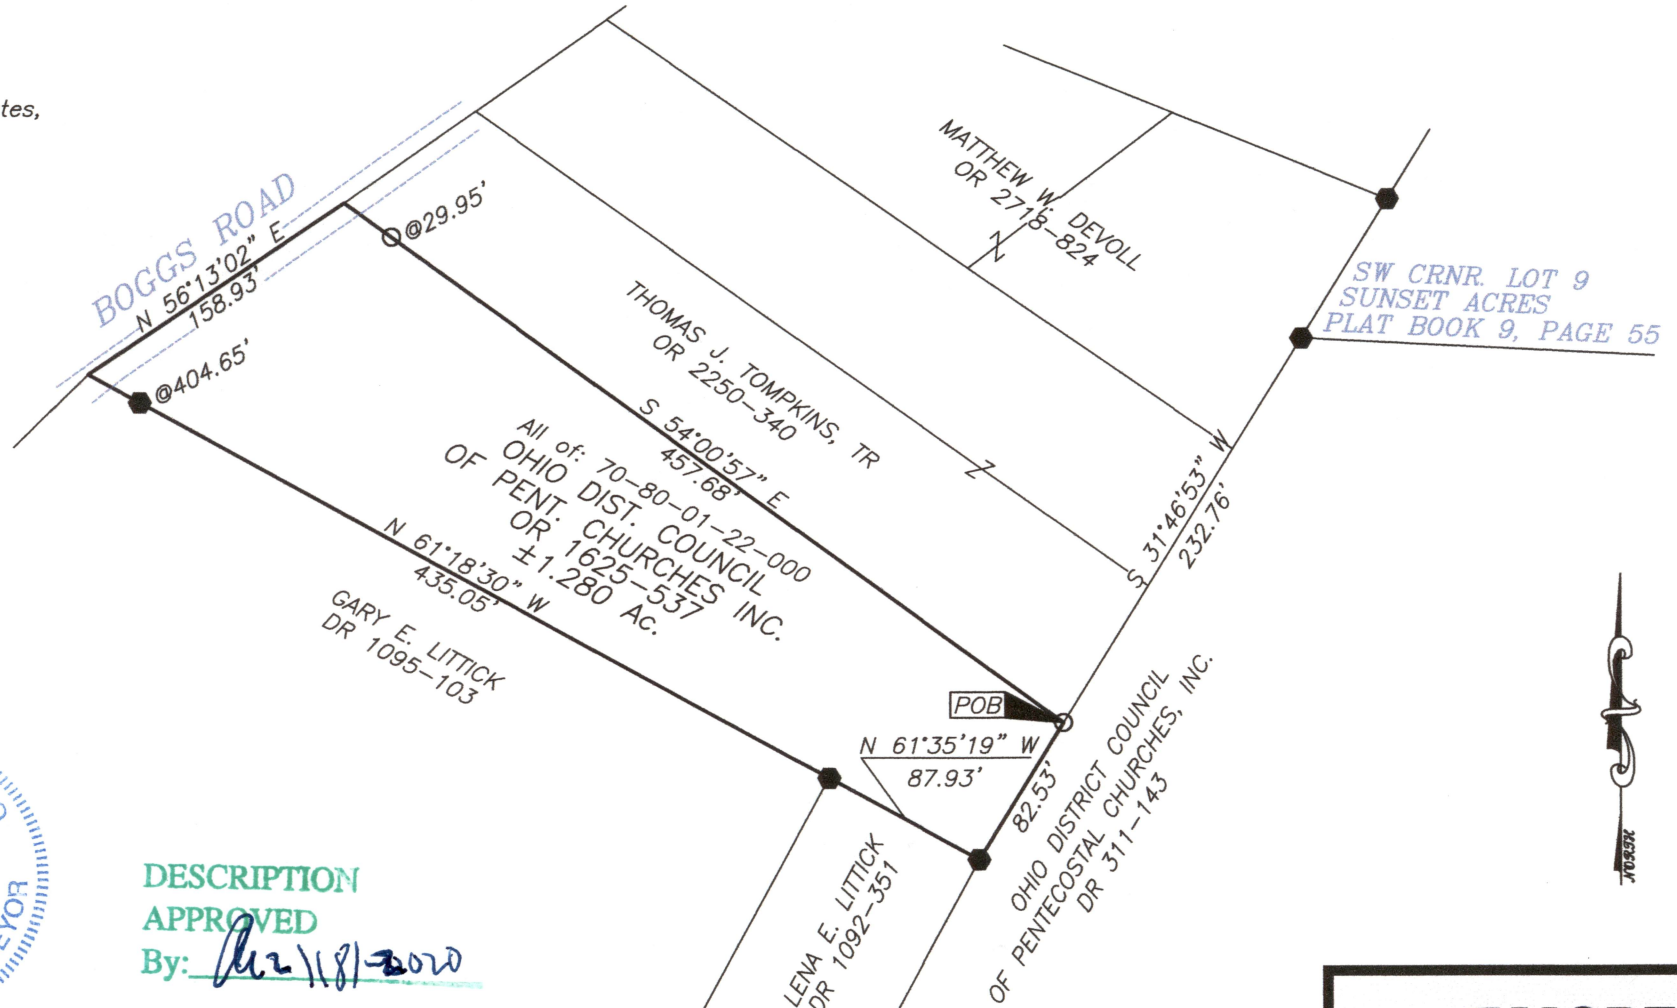 tes,
BOGGS ROAD
N 56°13'02" E
158.93'
@29.95'
@404.65'
MATTHEW W. DEVOLL
OR 2718-824
SW CRNR. LOT 9
SUNSET ACRES
PLAT BOOK 9, PAGE 55
THOMAS J. TOMPKINS, TR
OR 2250-340
Z
Z
S 54°00'57" E
457.68'
S 31°46'53" W
232.76'
All of: 70-80-01-22-000
OHIO DIST. COUNCIL
OF PENT. CHURCHES INC.
OR 1625-537
±1.280 Ac.
N 61°18'30" W
435.05'
GARY E. LITTICK
DR 1095-103
POB
N 61°35'19" W
87.93'
82.53'
OHIO DISTRICT COUNCIL
OF PENTECOSTAL CHURCHES, INC.
DR 311-143
LENA E. LITTICK
DR 1092-351
NORTH
EYOR
DESCRIPTION
APPROVED
By: